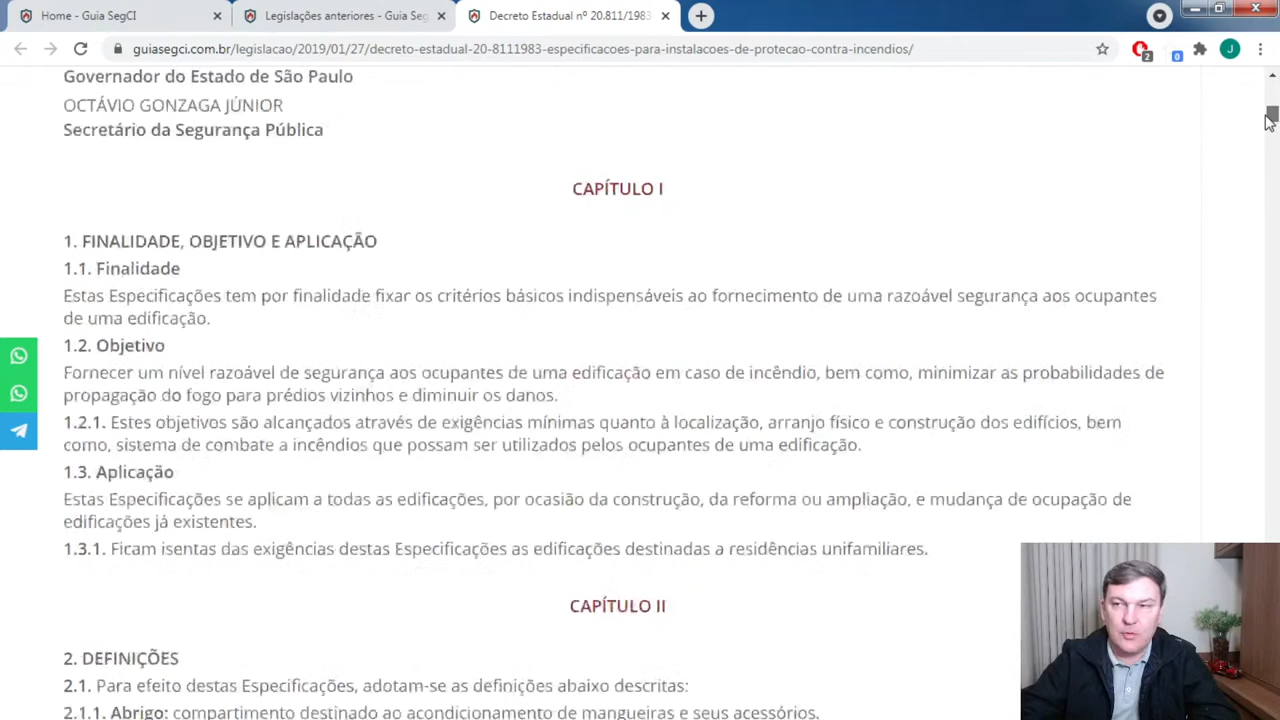 Home - Guia SegCI
Legislações anteriores - Guia Seg
Decreto Estadual nº 20.811/1983
guiasegci.com.br/legislacao/2019/01/27/decreto-estadual-20-8111983-especificacoes-para-instalacoes-de-protecao-contra-incendios/
2
0
J
Governador do Estado de São Paulo
OCTÁVIO GONZAGA JÚNIOR
Secretário da Segurança Pública
CAPÍTULO I
1. FINALIDADE, OBJETIVO E APLICAÇÃO
1.1. Finalidade
Estas Especificações tem por finalidade fixar os critérios básicos indispensáveis ao fornecimento de uma razoável segurança aos ocupantes
de uma edificação.
1.2. Objetivo
Fornecer um nível razoável de segurança aos ocupantes de uma edificação em caso de incêndio, bem como, minimizar as probabilidades de
propagação do fogo para prédios vizinhos e diminuir os danos.
1.2.1. Estes objetivos são alcançados através de exigências mínimas quanto à localização, arranjo físico e construção dos edifícios, bem
como, sistema de combate a incêndios que possam ser utilizados pelos ocupantes de uma edificação.
1.3. Aplicação
Estas Especificações se aplicam a todas as edificações, por ocasião da construção, da reforma ou ampliação, e mudança de ocupação de
edificações já existentes.
1.3.1. Ficam isentas das exigências destas Especificações as edificações destinadas a residências unifamiliares.
CAPÍTULO II
2. DEFINIÇÕES
2.1. Para efeito destas Especificações, adotam-se as definições abaixo descritas:
2.1.1. Abrigo: compartimento destinado ao acondicionamento de mangueiras e seus acessórios.